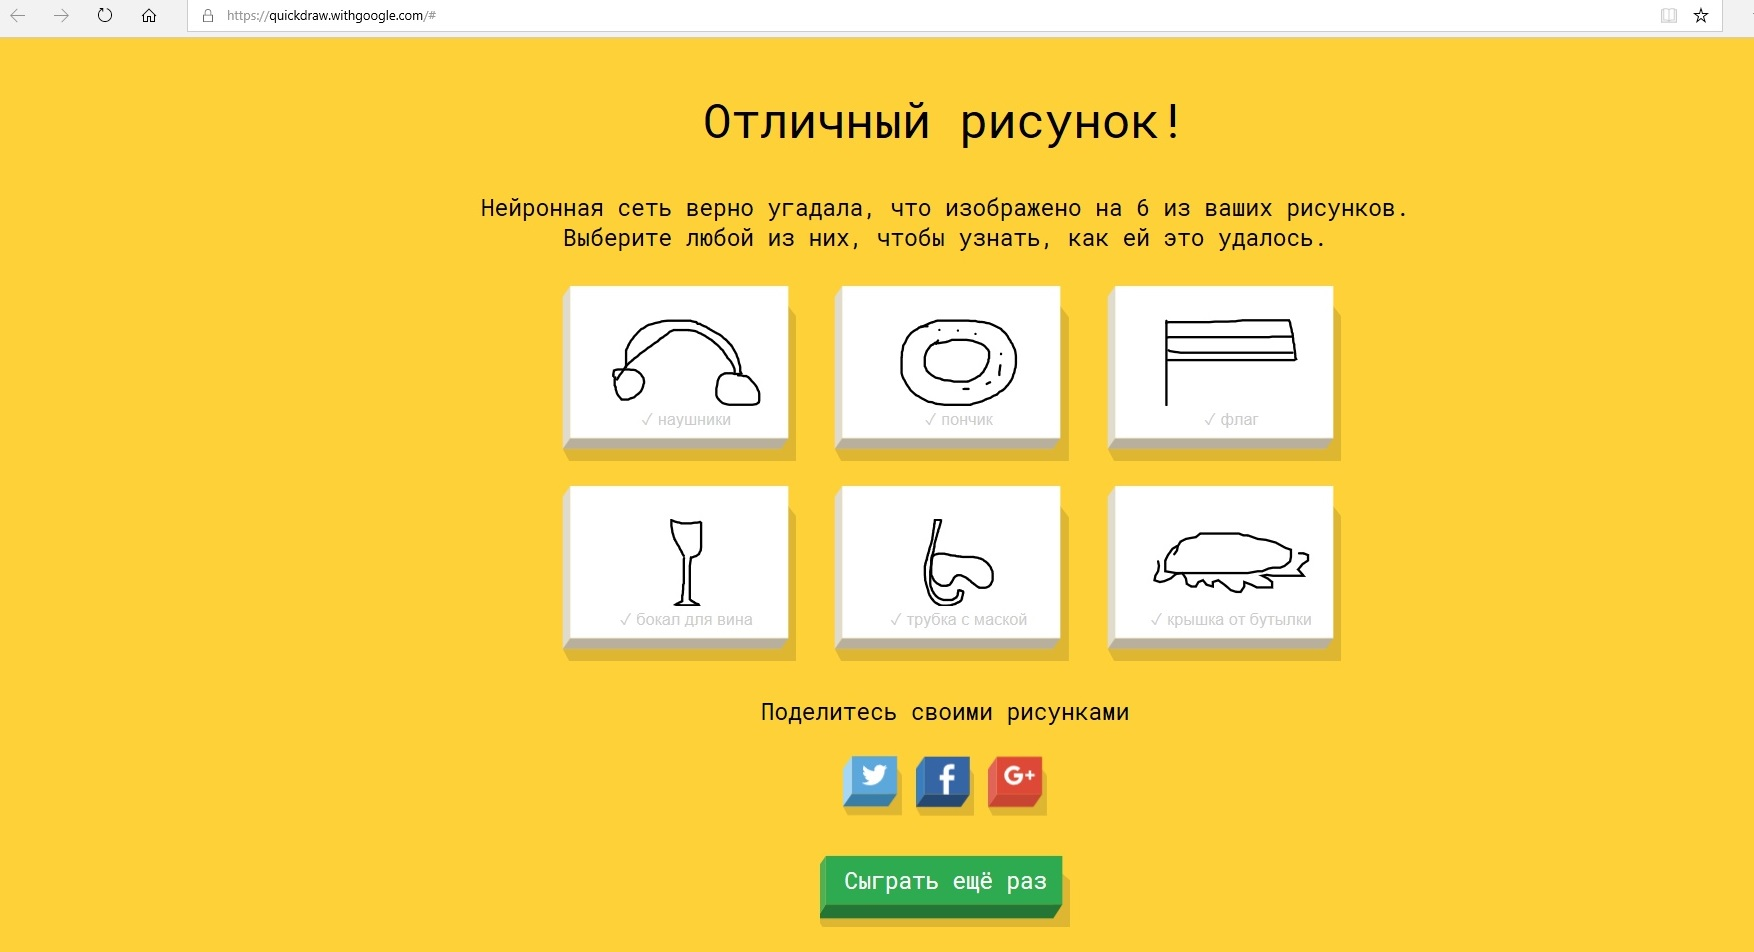 https://quickdraw.withgoogle.com/#
Отличный рисунок!
Нейронная сеть верно угадала, что изображено на 6 из ваших рисунков.
Выберите любой из них, чтобы узнать, как ей это удалось.
✓ наушники
✓ пончик
✓ флаг
✓ бокал для вина
✓ трубка с маской
✓ крышка от бутылки
Поделитесь своими рисунками
f
G+
Сыграть ещё раз